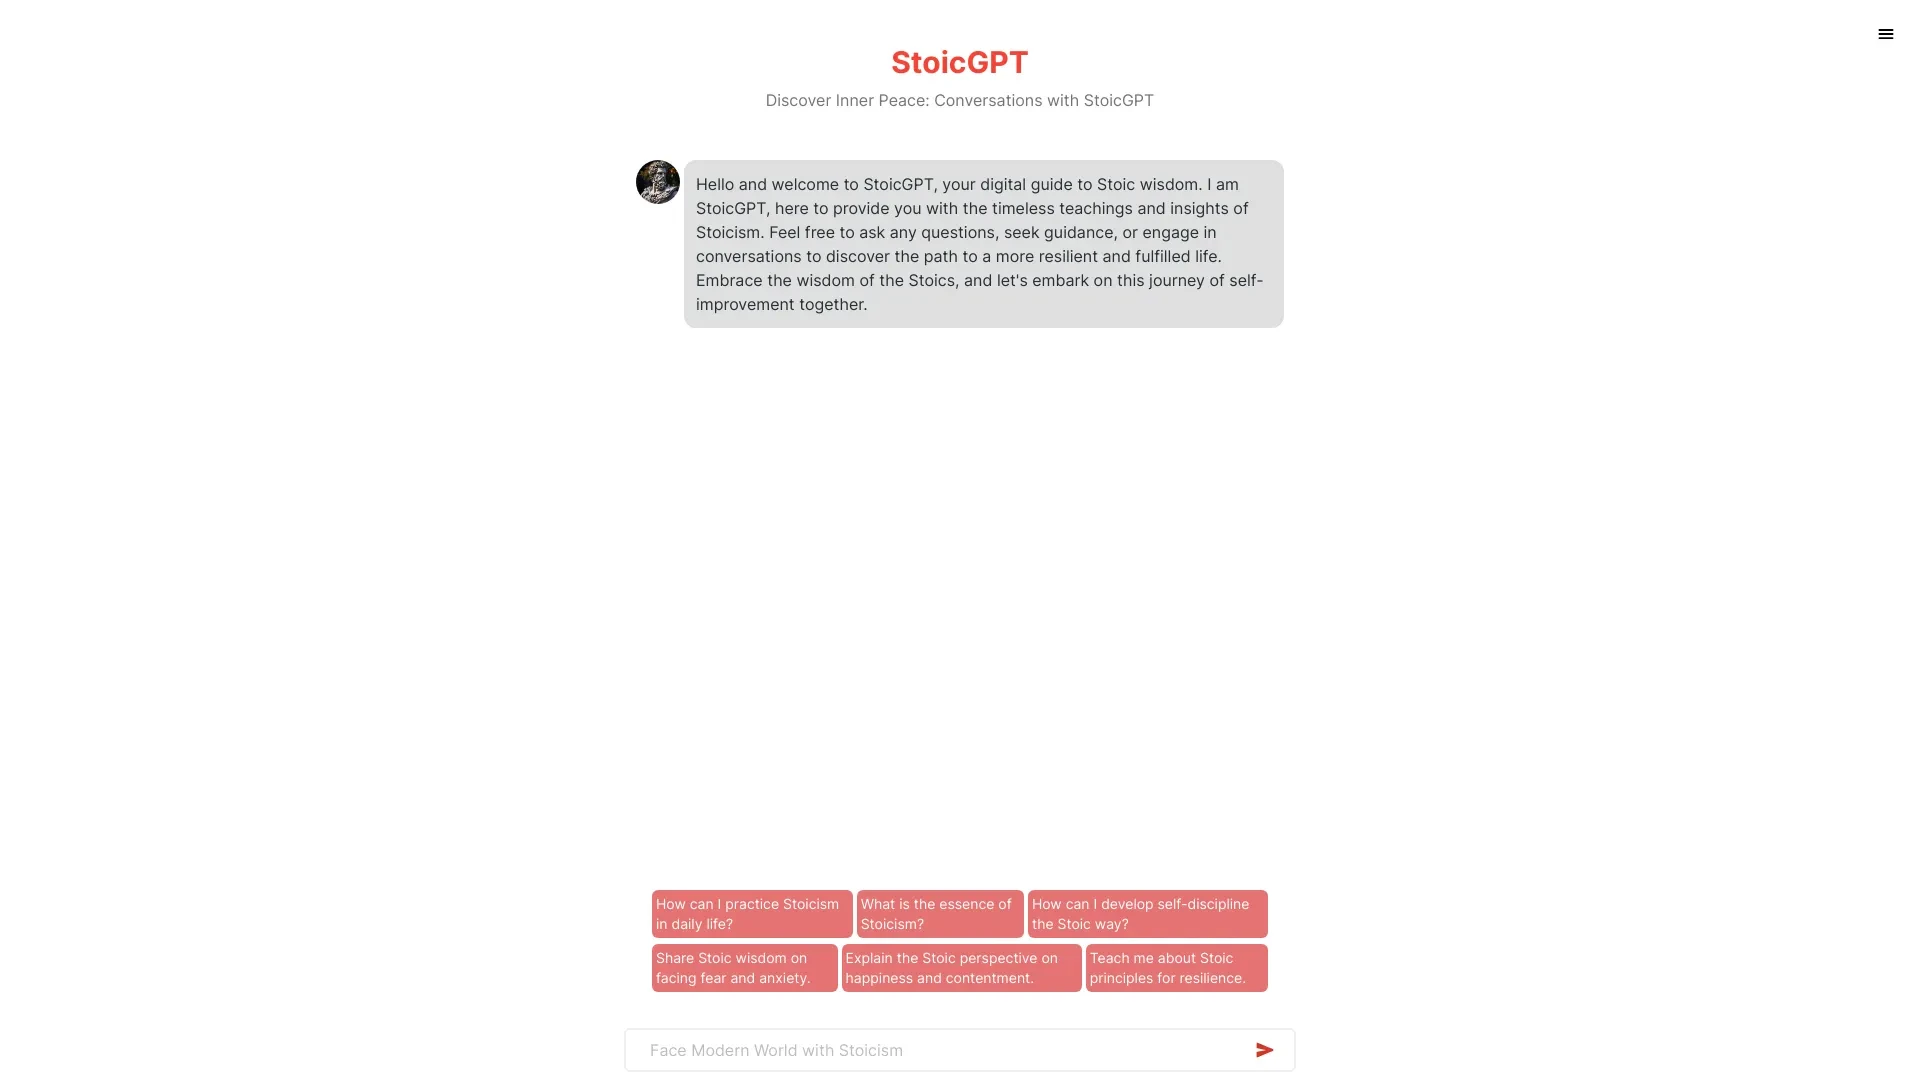 StoicGPT
Discover Inner Peace: Conversations with StoicGPT
Hello and welcome to StoicGPT, your digital guide to Stoic wisdom. I am
StoicGPT, here to provide you with the timeless teachings and insights of
Stoicism. Feel free to ask any questions, seek guidance, or engage in
conversations to discover the path to a more resilient and fulfilled life.
Embrace the wisdom of the Stoics, and let's embark on this journey of self-
improvement together.
How can I practice Stoicism
in daily life?
What is the essence of
Stoicism?
How can I develop self-discipline
the Stoic way?
Share Stoic wisdom on
facing fear and anxiety.
Explain the Stoic perspective on
happiness and contentment.
Teach me about Stoic
principles for resilience.
Face Modern World with Stoicism